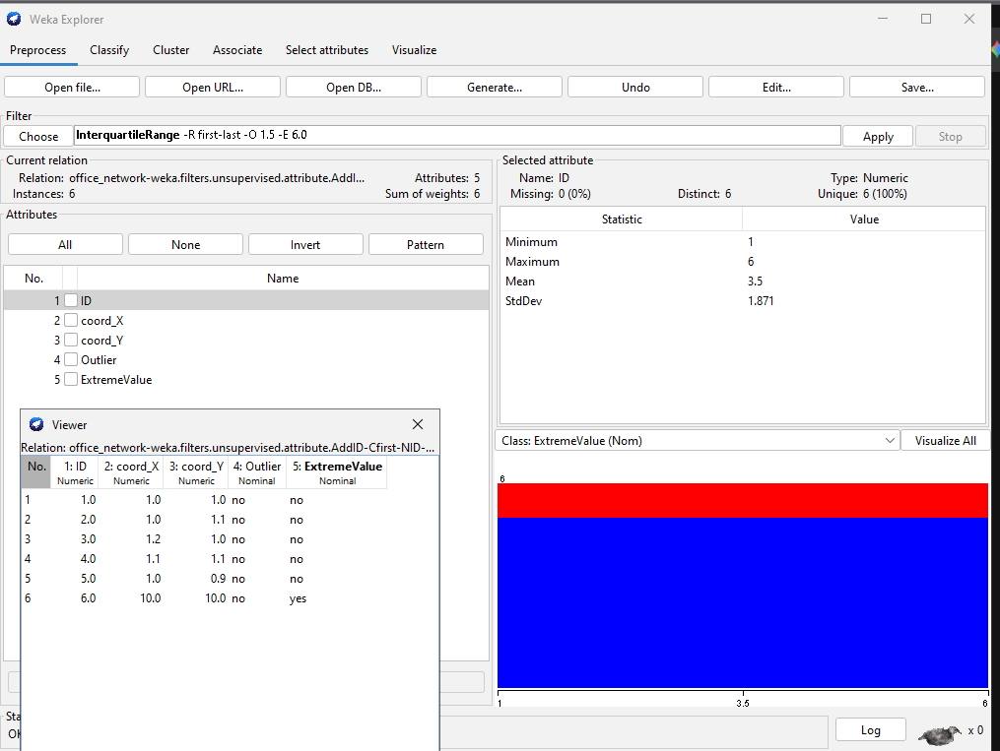 Weka Explorer
Preprocess Classify Cluster Associate Select attributes Visualize
Open file... Open URL... Open DB... Generate... Undo Edit... Save...
Filter
Choose InterquartileRange -R first-last -O 1.5 -E 6.0 Apply Stop
Current relation
Relation: office_network-weka.filters.unsupervised.attribute.AddI... Attributes: 5
Instances: 6 Sum of weights: 6
Attributes
All None Invert Pattern
No. Name
1 ID
2 coord_X
3 coord_Y
4 Outlier
5 ExtremeValue
Selected attribute
Name: ID Type: Numeric
Missing: 0 (0%) Distinct: 6 Unique: 6 (100%)
Statistic Value
Minimum 1
Maximum 6
Mean 3.5
StdDev 1.871
Class: ExtremeValue (Nom) Visualize All
6
1 3.5 6
Viewer
Relation: office_network-weka.filters.unsupervised.attribute.AddID-Cfirst-NID-...
No. 1: ID 2: coord_X 3: coord_Y 4: Outlier 5: ExtremeValue
Numeric Numeric Numeric Nominal Nominal
1 1.0 1.0 1.0 no no
2 2.0 1.0 1.1 no no
3 3.0 1.2 1.0 no no
4 4.0 1.1 1.1 no no
5 5.0 1.0 0.9 no no
6 6.0 10.0 10.0 no yes
Log x 0